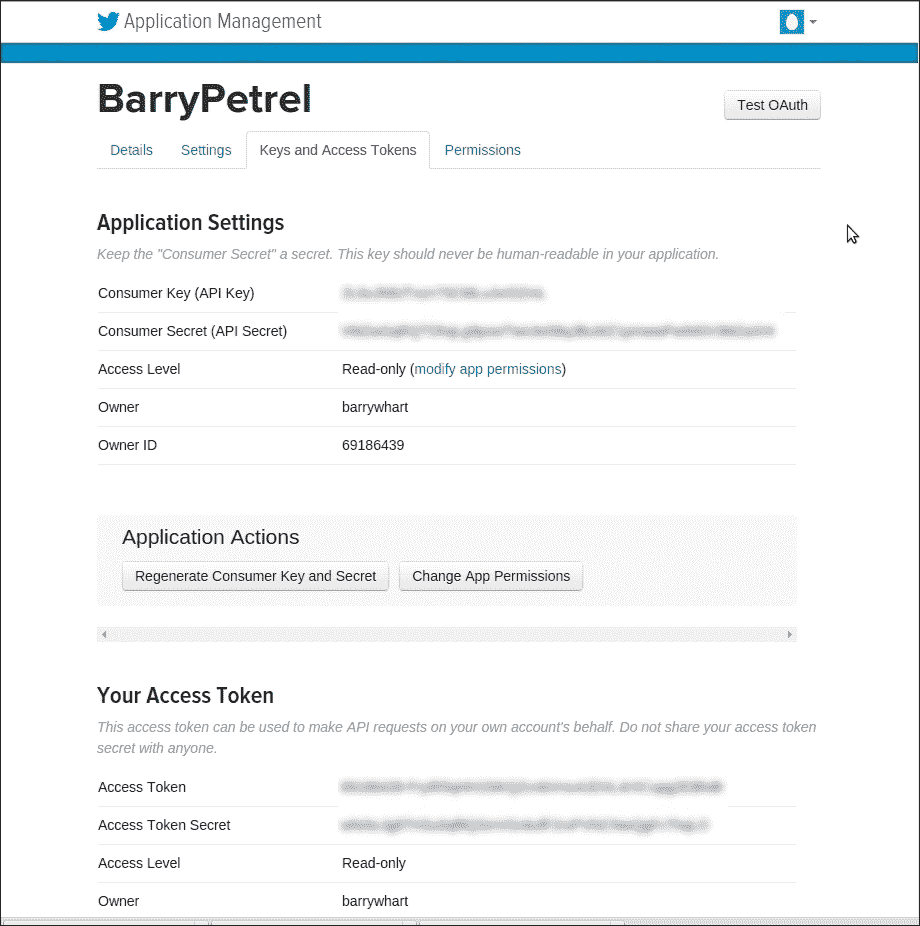 Application Management
BarryPetrel
Test OAuth
Details Settings Keys and Access Tokens Permissions
Application Settings
Keep the "Consumer Secret" a secret. This key should never be human-readable in your application.
Consumer Key (API Key)
Consumer Secret (API Secret)
Access Level Read-only (modify app permissions)
Owner barrywhart
Owner ID 69186439
Application Actions
Regenerate Consumer Key and Secret Change App Permissions
Your Access Token
This access token can be used to make API requests on your own account's behalf. Do not share your access token
secret with anyone.
Access Token
Access Token Secret
Access Level Read-only
Owner barrywhart